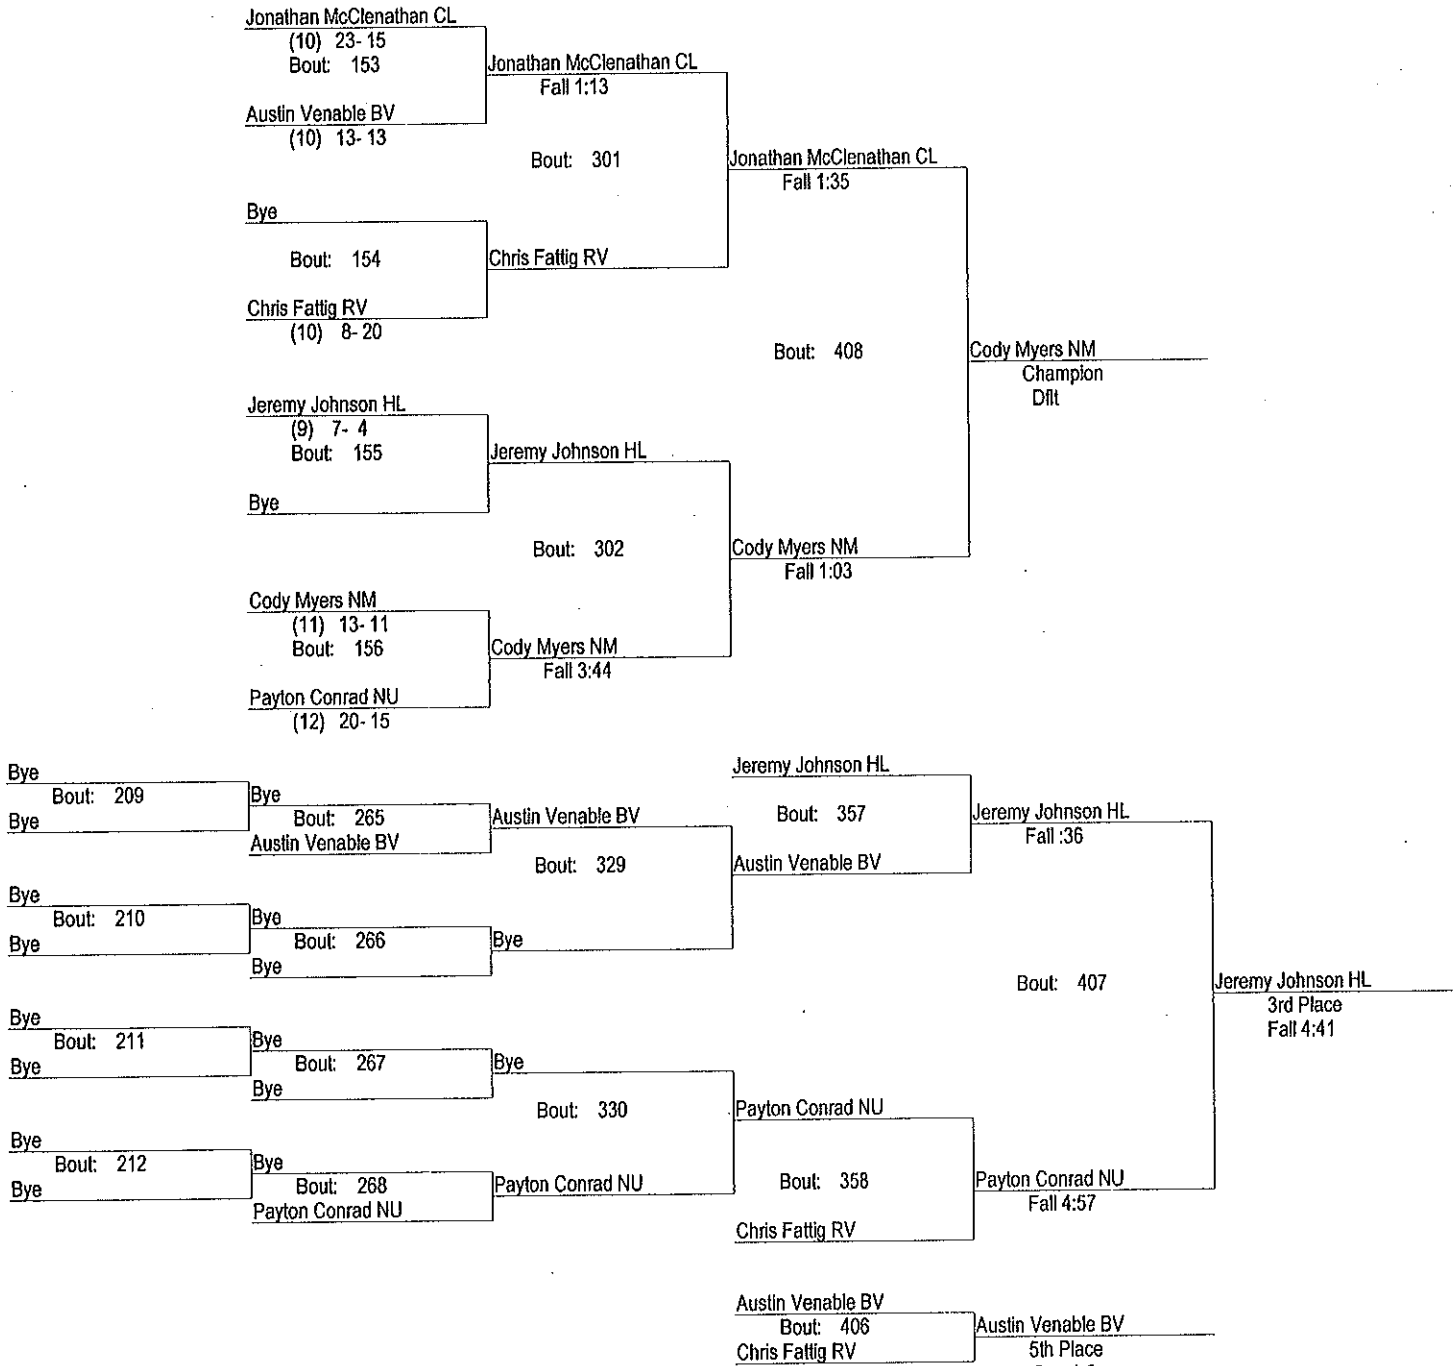 Jonathan McClenathan CL
(10) 23- 15
Bout: 153
Jonathan McClenathan CL
Fall 1:13
Austin Venable BV
(10) 13- 13
Bout: 301
Jonathan McClenathan CL
Fall 1:35
Bye
Bout: 154
Chris Fattig RV
Chris Fattig RV
(10) 8- 20
Bout: 408
Cody Myers NM
Champion
Dflt
Jeremy Johnson HL
(9) 7- 4
Bout: 155
Jeremy Johnson HL
Bye
Bout: 302
Cody Myers NM
Fall 1:03
Cody Myers NM
(11) 13- 11
Bout: 156
Cody Myers NM
Fall 3:44
Payton Conrad NU
(12) 20- 15
Bye
Bout: 209
Bye
Bye
Bout: 265
Austin Venable BV
Austin Venable BV
Bout: 329
Jeremy Johnson HL
Bout: 357
Austin Venable BV
Jeremy Johnson HL
Fall :36
Bye
Bout: 210
Bye
Bye
Bout: 266
Bye
Bye
Bout: 407
Jeremy Johnson HL
3rd Place
Fall 4:41
Bye
Bout: 211
Bye
Bye
Bout: 267
Bye
Bye
Bout: 330
Payton Conrad NU
Bye
Bout: 212
Bye
Bye
Bout: 268
Payton Conrad NU
Payton Conrad NU
Bout: 358
Chris Fattig RV
Payton Conrad NU
Fall 4:57
Austin Venable BV
Bout: 406
Chris Fattig RV
Austin Venable BV
5th Place